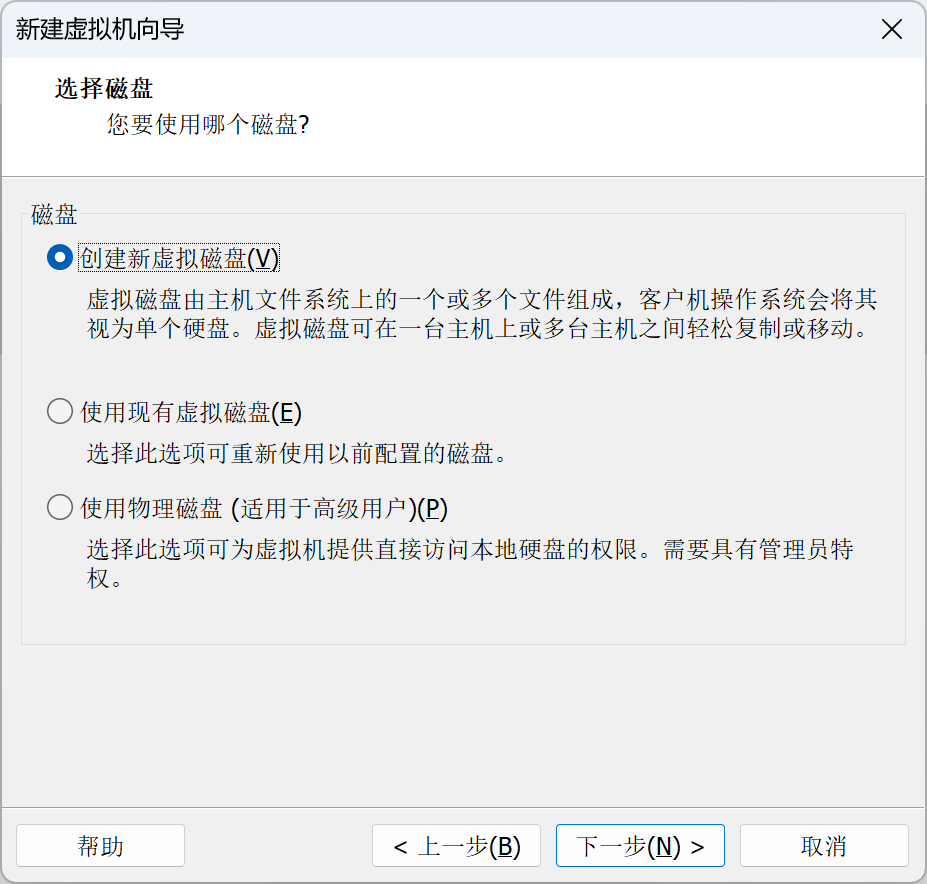 新建虚拟机向导
选择磁盘
您要使用哪个磁盘?
磁盘
创建新虚拟磁盘(V)
虚拟磁盘由主机文件系统上的一个或多个文件组成，客户机操作系统会将其
视为单个硬盘。虚拟磁盘可在一台主机上或多台主机之间轻松复制或移动。
使用现有虚拟磁盘(E)
选择此选项可重新使用以前配置的磁盘。
使用物理磁盘 (适用于高级用户)(P)
选择此选项可为虚拟机提供直接访问本地硬盘的权限。需要具有管理员特
权。
帮助
< 上一步(B)
下一步(N) >
取消